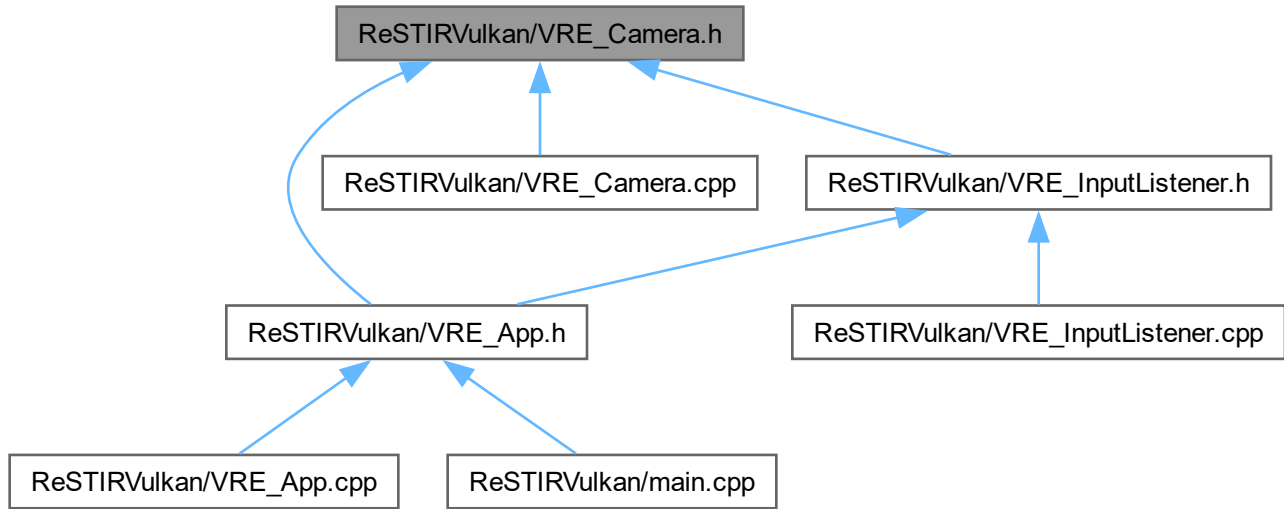 ReSTIRVulkan/VRE_Camera.h
ReSTIRVulkan/VRE_Camera.cpp
ReSTIRVulkan/VRE_InputListener.h
ReSTIRVulkan/VRE_App.h
ReSTIRVulkan/VRE_InputListener.cpp
ReSTIRVulkan/VRE_App.cpp
ReSTIRVulkan/main.cpp